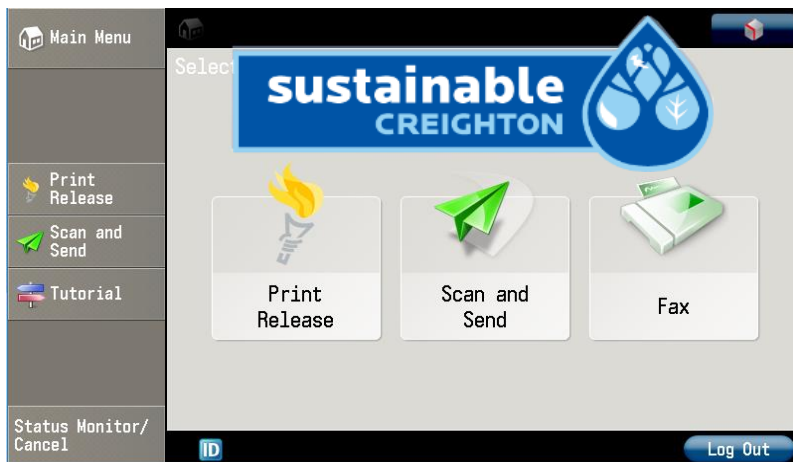 Main Menu
Select
sustainable
CREIGHTON
Print
Release
Scan and
Send
Tutorial
Print
Release
Scan and
Send
Fax
Status Monitor/
Cancel
ID
Log Out